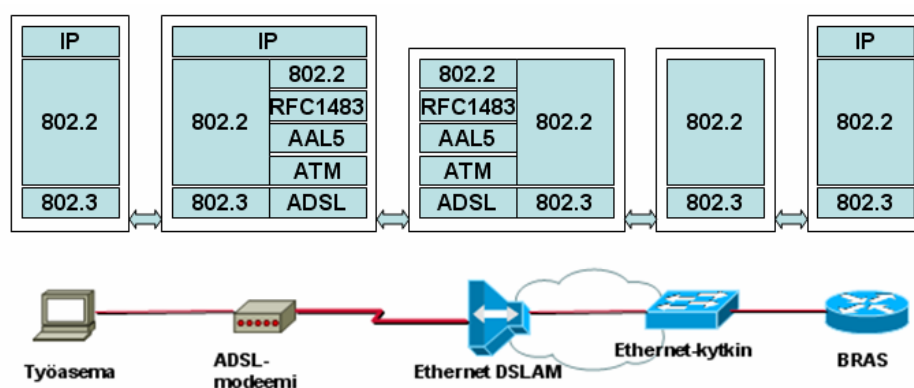 IP
802.2
802.3
IP
802.2
802.3
802.2
RFC1483
AAL5
ATM
ADSL
802.2
RFC1483
AAL5
ATM
ADSL
802.2
802.3
802.2
802.3
IP
802.2
802.3
Työasema
ADSL-
modeemi
Ethernet DSLAM
Ethernet-kytkin
BRAS